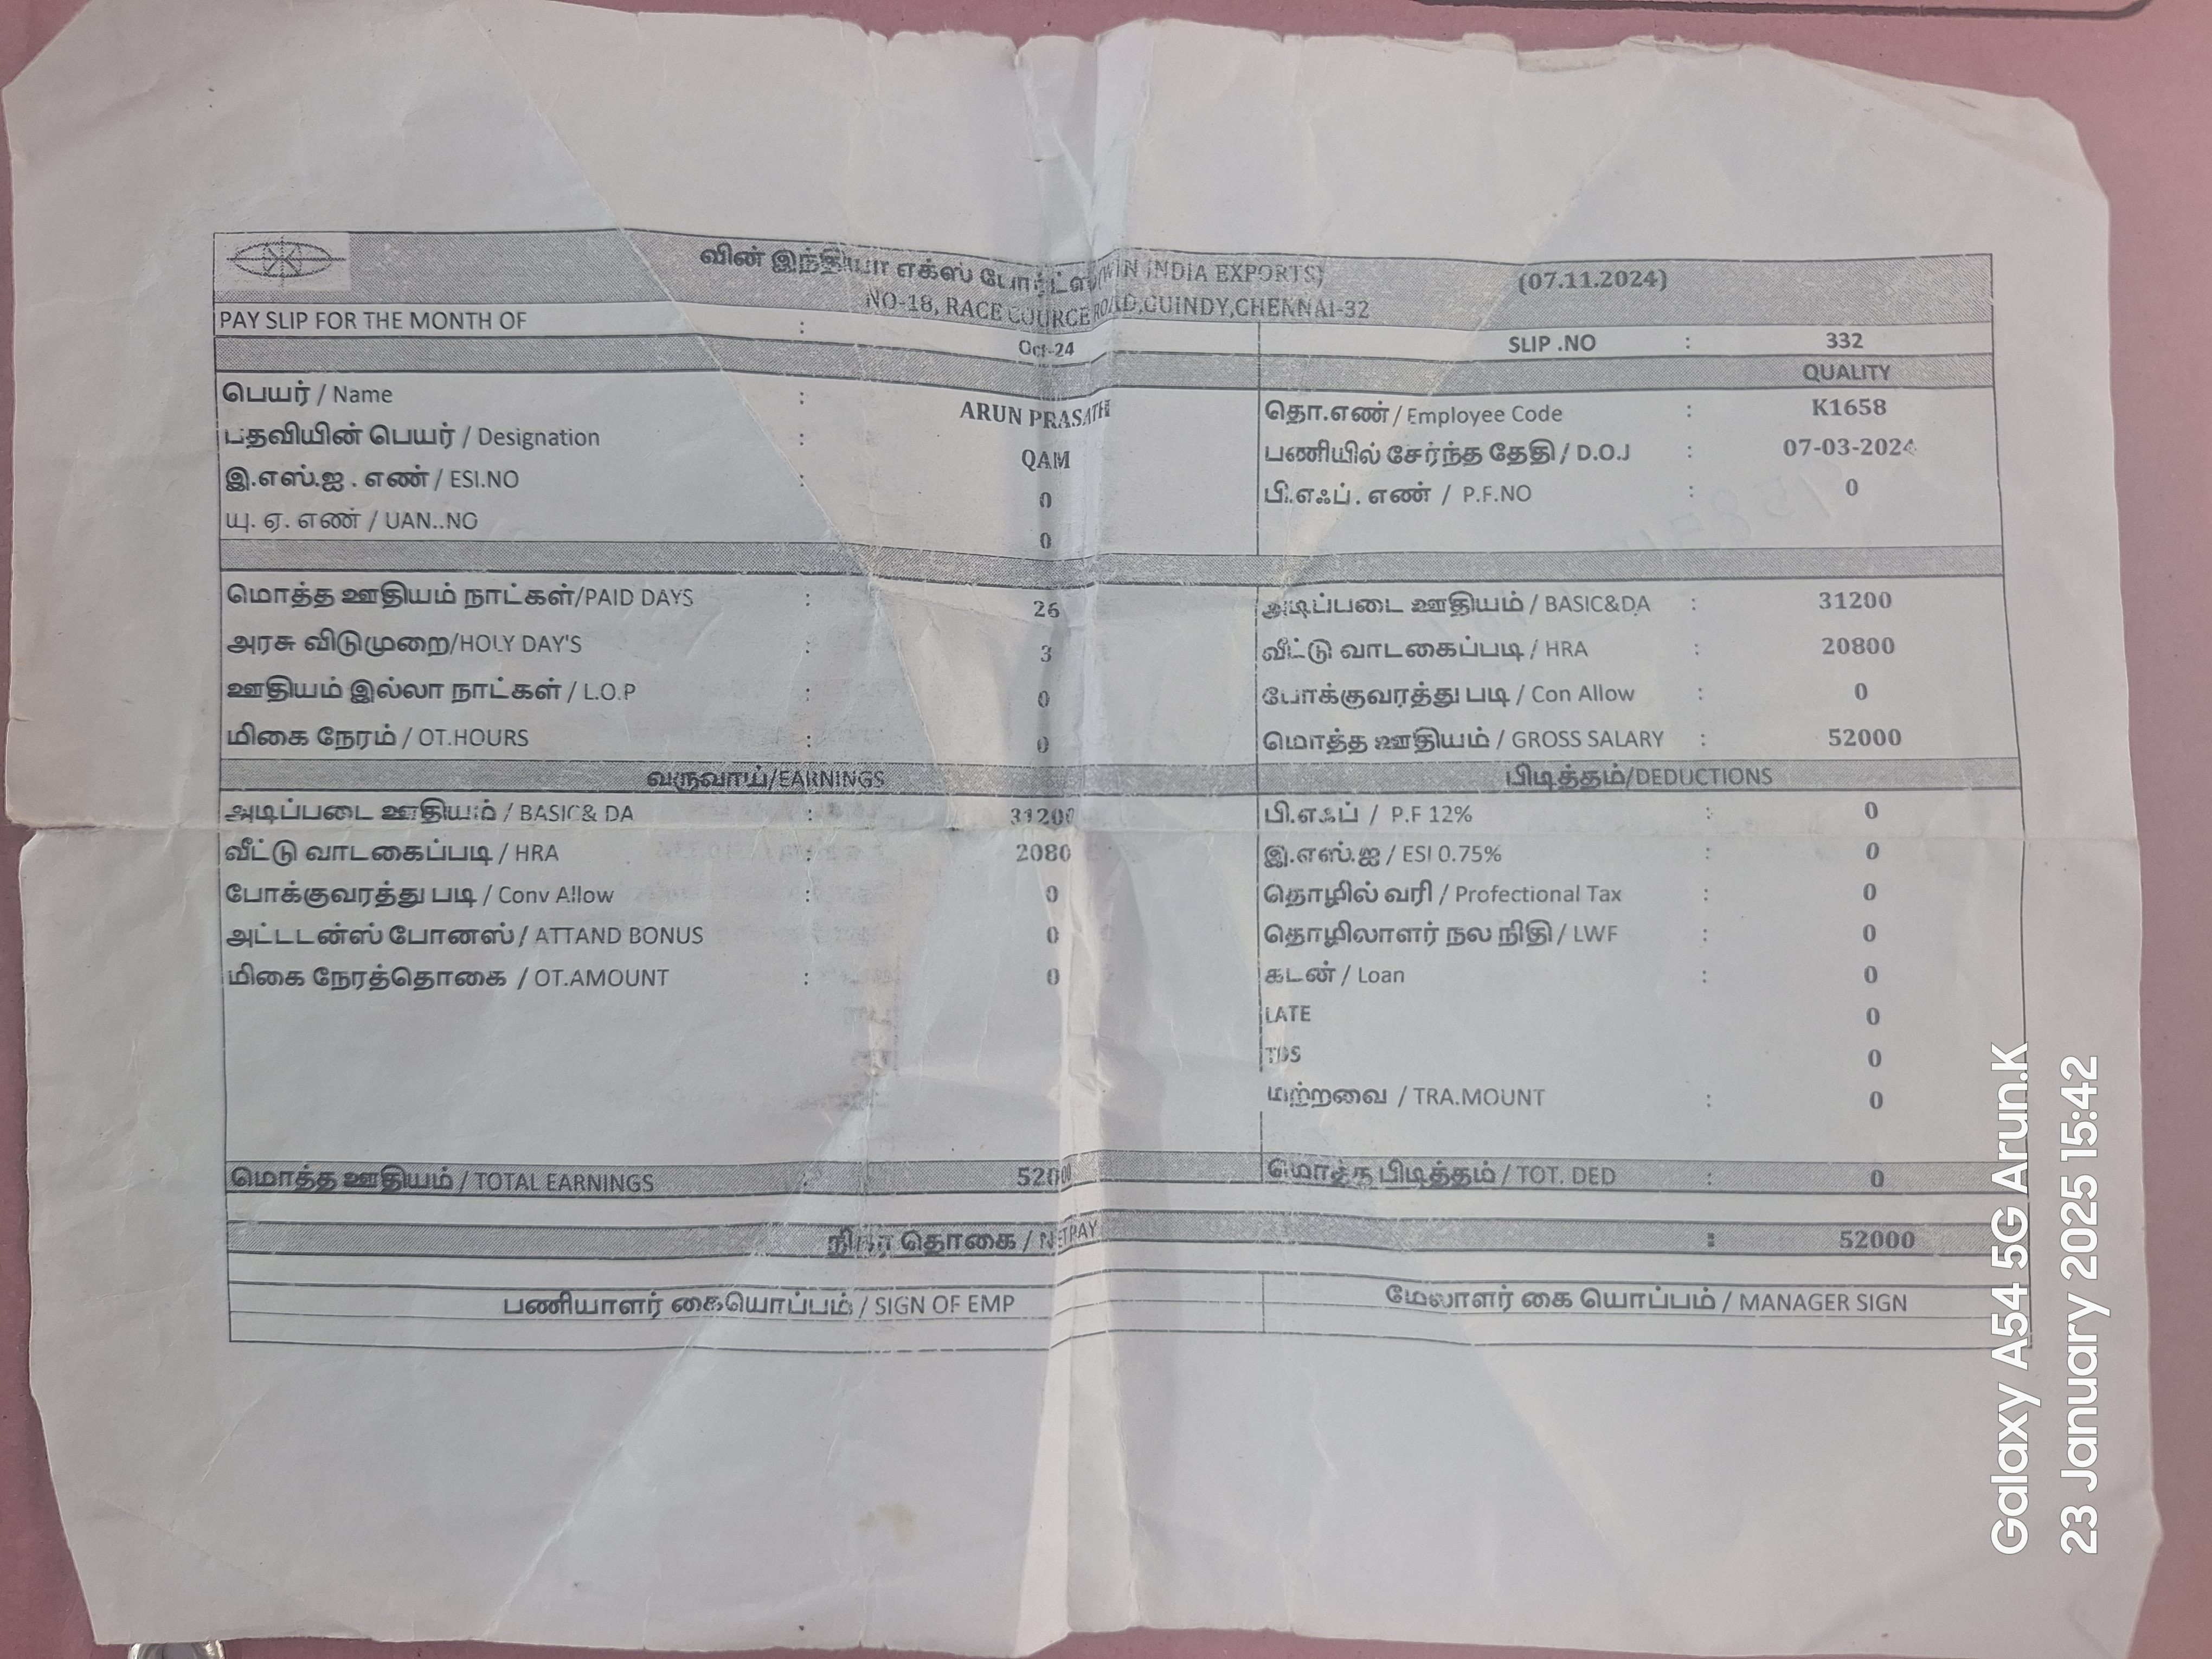 வின் இந்தியா எக்ஸ் போர்ட்ஸ்(WIN INDIA EXPORTS) (07.11.2024)
NO-18, RACE COURCE ROAD,GUINDY,CHENNAI-32
PAY SLIP FOR THE MONTH OF : Oct-24 SLIP .NO : 332
QUALITY
பெயர் / Name : ARUN PRASATH தொ.எண் / Employee Code : K1658
பதவியின் பெயர் / Designation : QAM பணியில் சேர்ந்த தேதி / D.O.J : 07-03-2024
இ.எஸ்.ஐ . எண் / ESI.NO : 0 பி.எஃப் . எண் / P.F.NO : 0
யு. ஏ. எண் / UAN..NO 0
மொத்த ஊதியம் நாட்கள்/PAID DAYS : 26 அடிப்படை ஊதியம் / BASIC&DA : 31200
அரசு விடுமுறை/HOLY DAY'S : 3 வீட்டு வாடகைப்படி / HRA : 20800
ஊதியம் இல்லா நாட்கள் / L.O.P : 0 போக்குவரத்து படி / Con Allow : 0
மிகை நேரம் / OT.HOURS : 0 மொத்த ஊதியம் / GROSS SALARY : 52000
வருவாய்/EARNINGS பிடித்தம்/DEDUCTIONS
அடிப்படை ஊதியம் / BASIC& DA : 31200 பி.எஃப் / P.F 12% : 0
வீட்டு வாடகைப்படி / HRA : 2080 இ.எஸ்.ஐ / ESI 0.75% : 0
போக்குவரத்து படி / Conv Allow : 0 தொழில் வரி / Profectional Tax : 0
அட்டடன்ஸ் போனஸ் / ATTAND BONUS : 0 தொழிலாளர் நல நிதி / LWF : 0
மிகை நேரத்தொகை / OT.AMOUNT : 0 கடன் / Loan : 0
LATE 0
TDS 0
மற்றவை / TRA.MOUNT : 0
மொத்த ஊதியம் / TOTAL EARNINGS : 52000 மொத்த பிடித்தம் / TOT. DED : 0
நிகர தொகை / NETPAY : 52000
பணியாளர் கையொப்பம் / SIGN OF EMP மேலாளர் கை யொப்பம் / MANAGER SIGN
Galaxy A54 5G Arun.K
23 January 2025 15:42